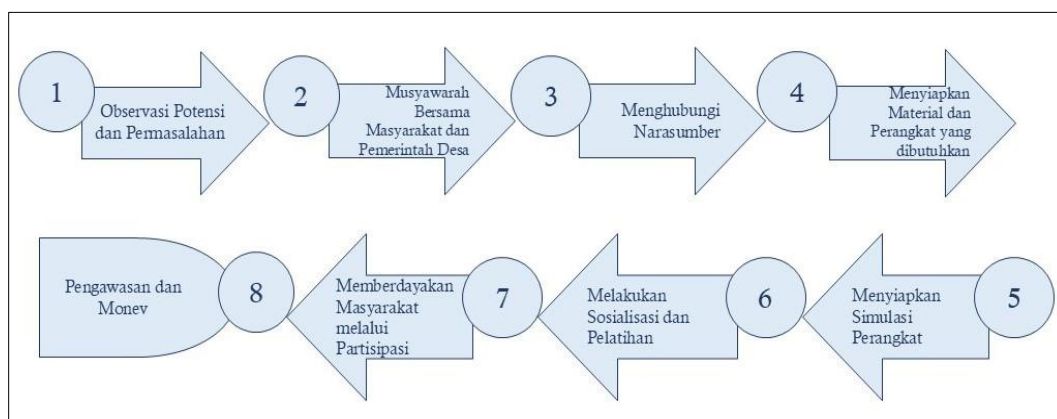 1
Observasi Potensi
dan Permasalahan
2
Musyawarah
Bersama
Masyarakat dan
Pemerintah Desa
3
Menghubungi
Narasumber
4
Menyiapkan
Material dan
Perangkat yang
dibutuhkan
5
Menyiapkan
Simulasi
Perangkat
6
Melakukan
Sosialisasi dan
Pelatihan
7
Memberdayakan
Masyarakat
melalui
Partisipasi
8
Pengawasan dan
Monev